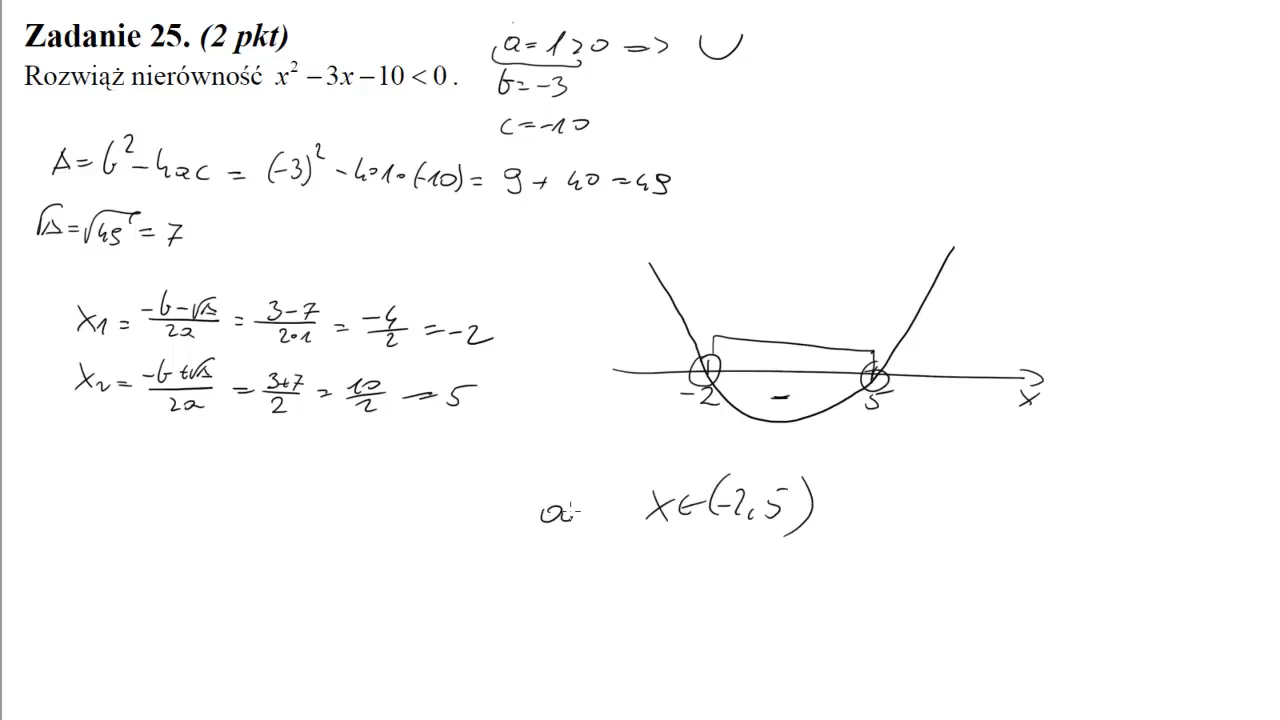 Zadanie 25. (2 pkt)
Rozwiąż nierówność x² − 3x − 10 < 0.
a = 1 > 0 => ∪
b = -3
c = -10
Δ = b² - 4ac = (-3)² - 4·1·(-10) = 9 + 40 = 49
√Δ = √49 = 7
x1 = (-b-√Δ)/2a = (3-7)/2·1 = -4/2 = -2
x2 = (-b+√Δ)/2a = (3+7)/2 = 10/2 = 5
-2 - 5 x
x ∈ (-2, 5)